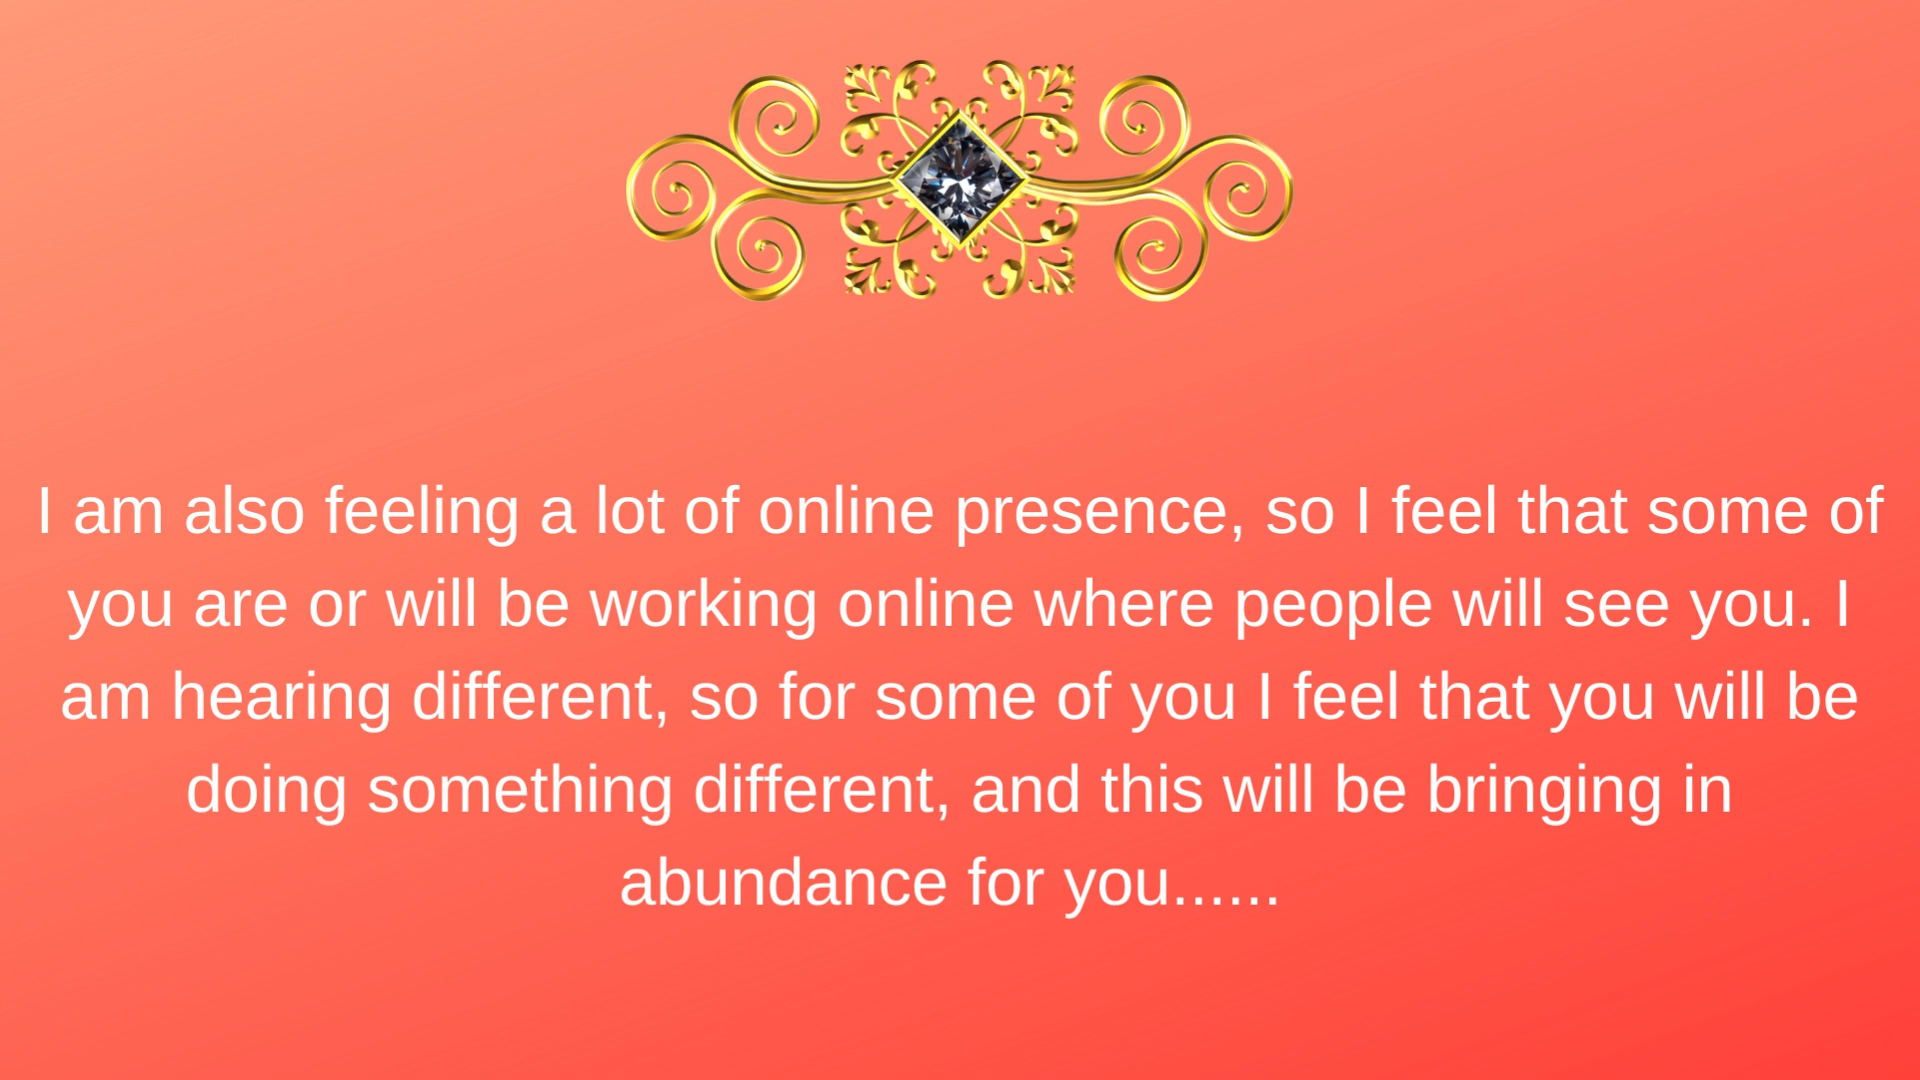 I am also feeling a lot of online presence, so I feel that some of
you are or will be working online where people will see you. I
am hearing different, so for some of you I feel that you will be
doing something different, and this will be bringing in
abundance for you......